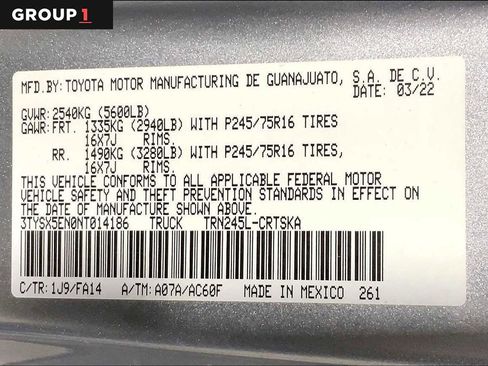 GROUP 1
MFD.BY:TOYOTA MOTOR MANUFACTURING DE GUANAJUATO, S.A. DE C.V.
DATE: 03/22
GVWR:2540KG (5600LB)
GAWR:FRT. 1335KG (2940LB) WITH P245/75R16 TIRES
16X7J RIMS.
RR. 1490KG (3280LB) WITH P245/75R16 TIRES,
16X7J RIMS.
THIS VEHICLE CONFORMS TO ALL APPLICABLE FEDERAL MOTOR
VEHICLE SAFETY AND THEFT PREVENTION STANDARDS IN EFFECT ON
THE DATE OF MANUFACTURE SHOWN ABOVE.
3TYSX5EN0NT014186 TRUCK TRN245L-CRTSKA
C/TR: 1J9/FA14 A/TM: A07A/AC60F MADE IN MEXICO 261